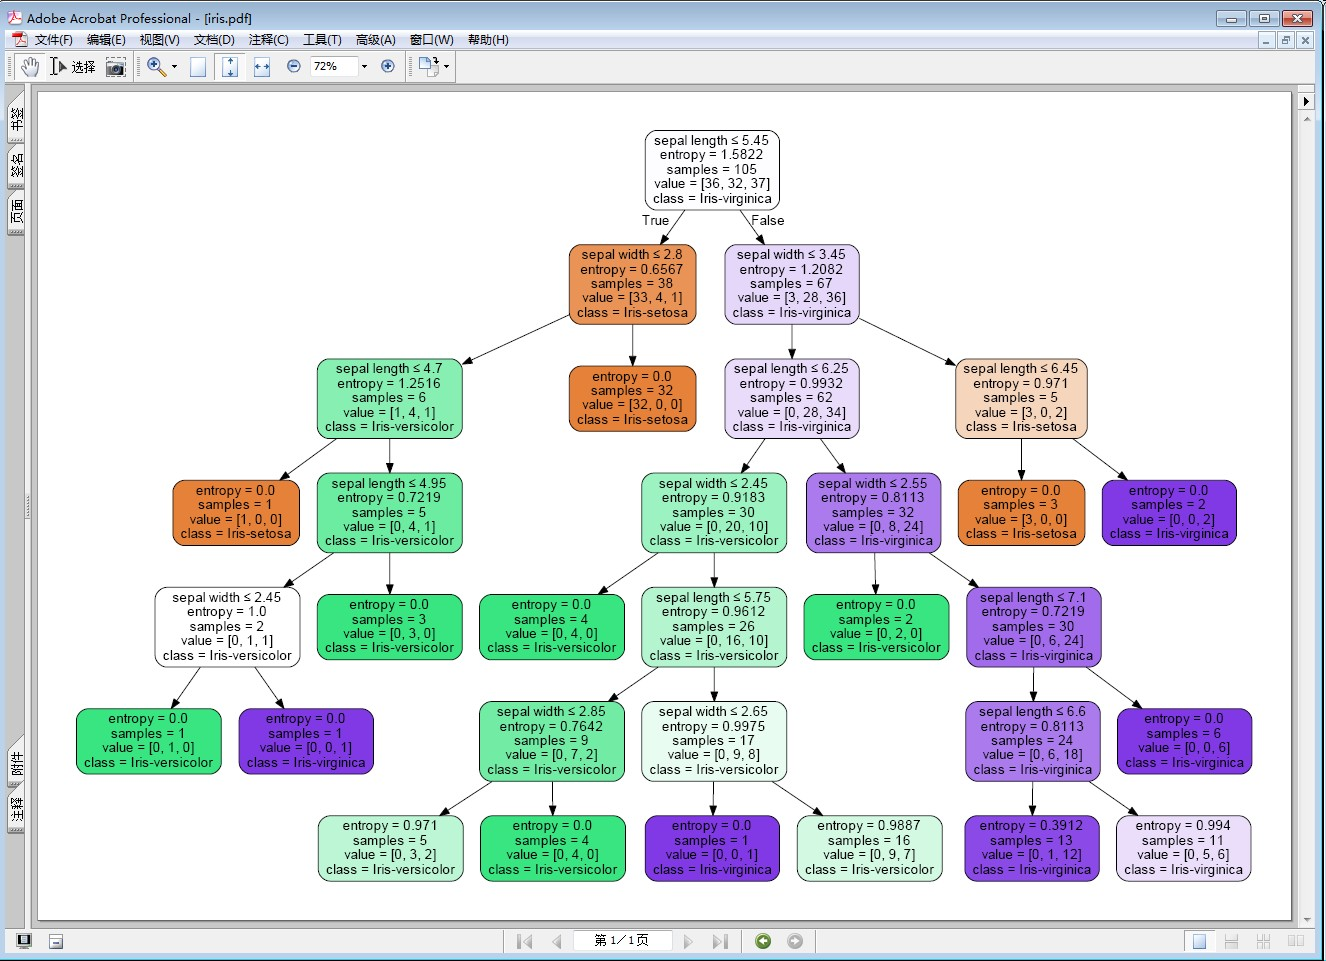 Adobe Acrobat Professional - [iris.pdf]
文件(F) 编辑(E) 视图(V) 文档(D) 注释(C) 工具(T) 高级(A) 窗口(W) 帮助(H)
选择 72%
书签
签名
页面
附件
注释
sepal length ≤ 5.45
entropy = 1.5822
samples = 105
value = [36, 32, 37]
class = Iris-virginica
True
False
sepal width ≤ 2.8
entropy = 0.6567
samples = 38
value = [33, 4, 1]
class = Iris-setosa
sepal width ≤ 3.45
entropy = 1.2082
samples = 67
value = [3, 28, 36]
class = Iris-virginica
sepal length ≤ 4.7
entropy = 1.2516
samples = 6
value = [1, 4, 1]
class = Iris-versicolor
entropy = 0.0
samples = 32
value = [32, 0, 0]
class = Iris-setosa
sepal length ≤ 6.25
entropy = 0.9932
samples = 62
value = [0, 28, 34]
class = Iris-virginica
sepal length ≤ 6.45
entropy = 0.971
samples = 5
value = [3, 0, 2]
class = Iris-setosa
entropy = 0.0
samples = 1
value = [1, 0, 0]
class = Iris-setosa
sepal length ≤ 4.95
entropy = 0.7219
samples = 5
value = [0, 4, 1]
class = Iris-versicolor
sepal width ≤ 2.45
entropy = 0.9183
samples = 30
value = [0, 20, 10]
class = Iris-versicolor
sepal width ≤ 2.55
entropy = 0.8113
samples = 32
value = [0, 8, 24]
class = Iris-virginica
entropy = 0.0
samples = 3
value = [3, 0, 0]
class = Iris-setosa
entropy = 0.0
samples = 2
value = [0, 0, 2]
class = Iris-virginica
sepal width ≤ 2.45
entropy = 1.0
samples = 2
value = [0, 1, 1]
class = Iris-versicolor
entropy = 0.0
samples = 3
value = [0, 3, 0]
class = Iris-versicolor
entropy = 0.0
samples = 4
value = [0, 4, 0]
class = Iris-versicolor
sepal length ≤ 5.75
entropy = 0.9612
samples = 26
value = [0, 16, 10]
class = Iris-versicolor
entropy = 0.0
samples = 2
value = [0, 2, 0]
class = Iris-versicolor
sepal length ≤ 7.1
entropy = 0.7219
samples = 30
value = [0, 6, 24]
class = Iris-virginica
entropy = 0.0
samples = 1
value = [0, 1, 0]
class = Iris-versicolor
entropy = 0.0
samples = 1
value = [0, 0, 1]
class = Iris-virginica
sepal width ≤ 2.85
entropy = 0.7642
samples = 9
value = [0, 7, 2]
class = Iris-versicolor
sepal width ≤ 2.65
entropy = 0.9975
samples = 17
value = [0, 9, 8]
class = Iris-versicolor
sepal length ≤ 6.6
entropy = 0.8113
samples = 24
value = [0, 6, 18]
class = Iris-virginica
entropy = 0.0
samples = 6
value = [0, 0, 6]
class = Iris-virginica
entropy = 0.971
samples = 5
value = [0, 3, 2]
class = Iris-versicolor
entropy = 0.0
samples = 4
value = [0, 4, 0]
class = Iris-versicolor
entropy = 0.0
samples = 1
value = [0, 0, 1]
class = Iris-virginica
entropy = 0.9887
samples = 16
value = [0, 9, 7]
class = Iris-versicolor
entropy = 0.3912
samples = 13
value = [0, 1, 12]
class = Iris-virginica
entropy = 0.994
samples = 11
value = [0, 5, 6]
class = Iris-virginica
第 1／1 页